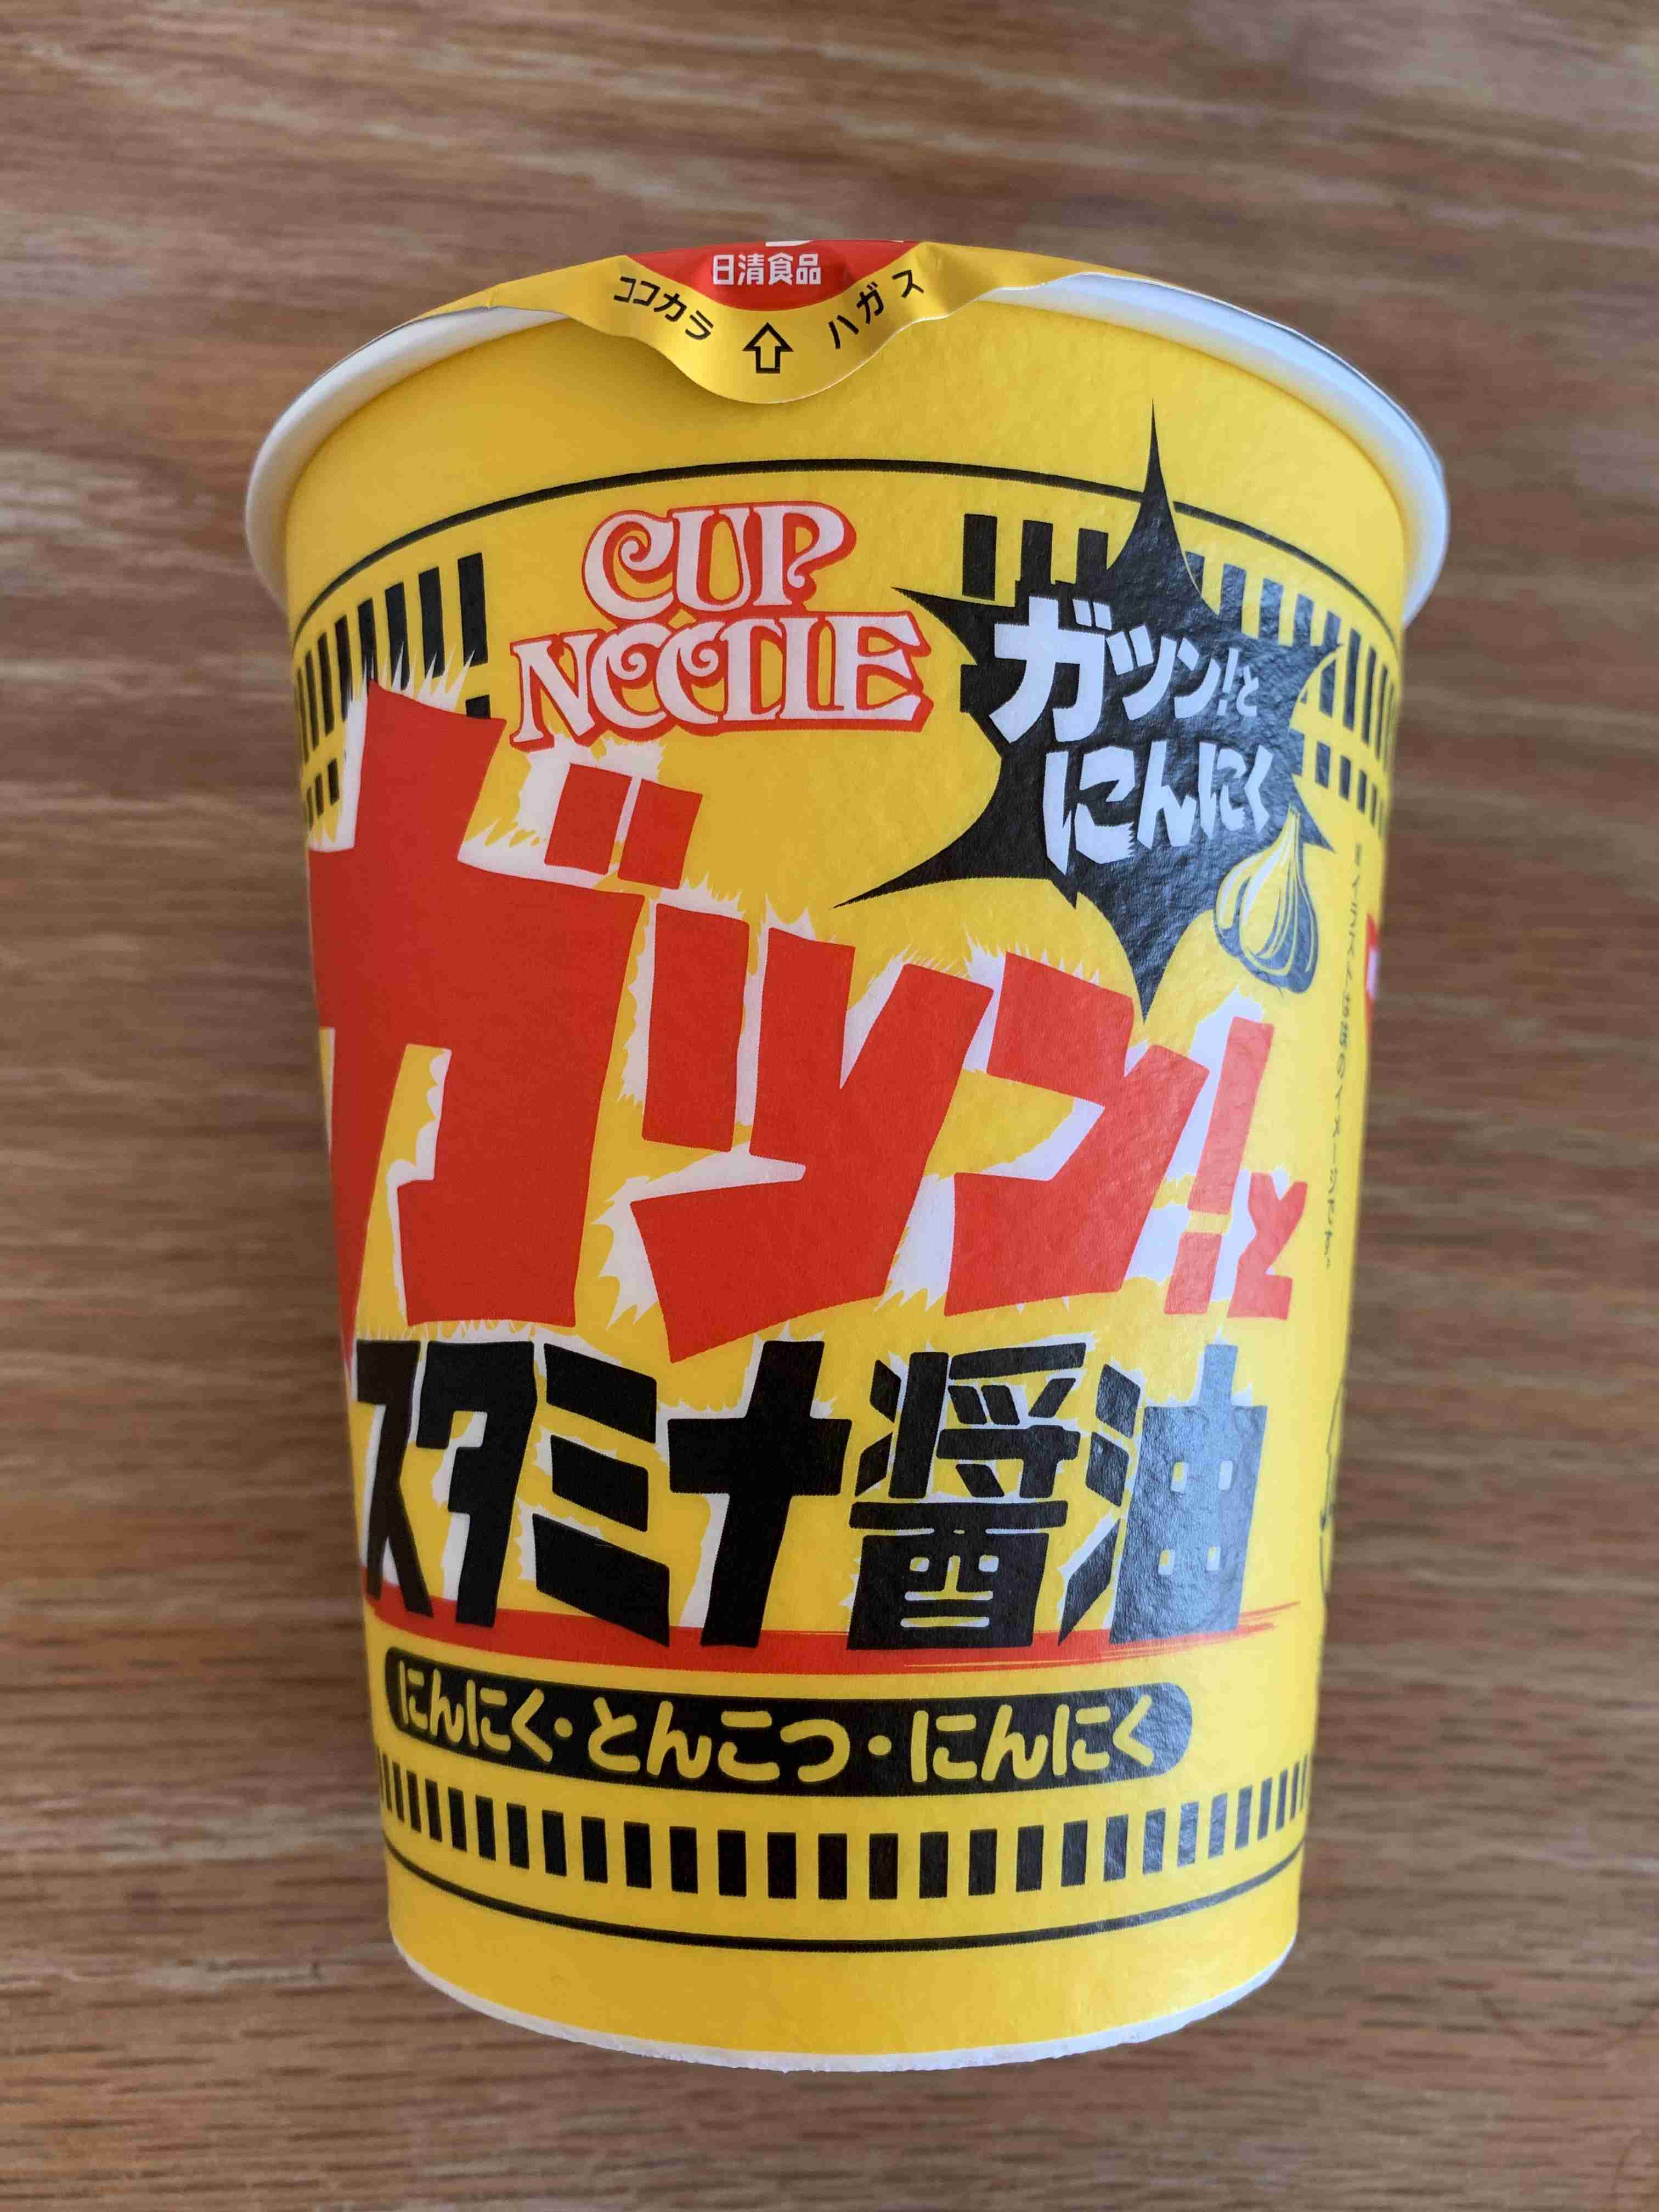 日清食品
ココカラ ハガス
CUP
NOODLE
ガツン!と
にんにく
ガツン!と
スタミナ醤油
にんにく・とんこつ・にんにく